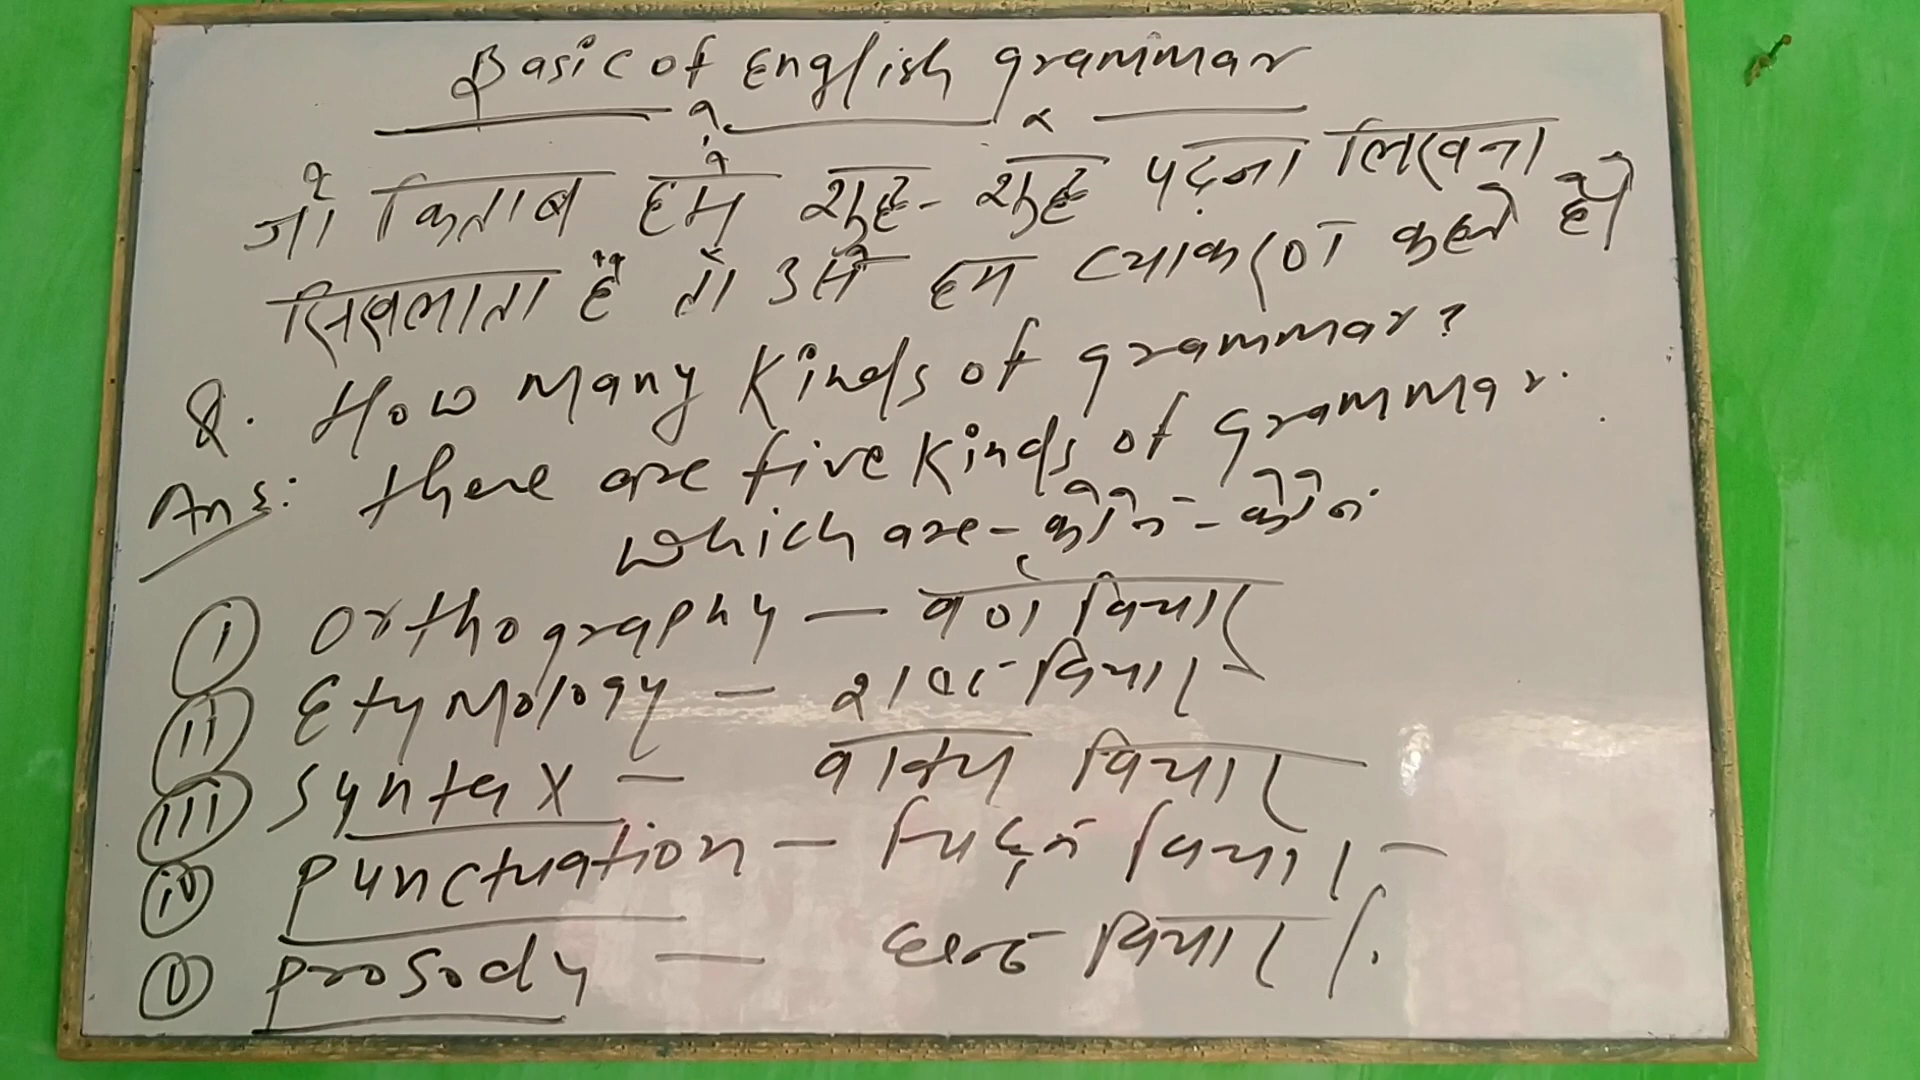 Basic of English grammar
जो किताब हमें शुद्ध-शुद्ध पढ़ना लिखना
सिखलाता हैं तो उसे हम व्याकरण कहते हैं।
Q. How many kinds of grammar?
Ans: there are five kinds of grammar.
which are - कौन-कौन
(i) Orthography — वर्ण विचार
(ii) Etymology — शब्द विचार
(iii) Syntax — वाक्य विचार
(iv) Punctuation — चिह्न विचार
(v) Prosody — छन्द विचार।